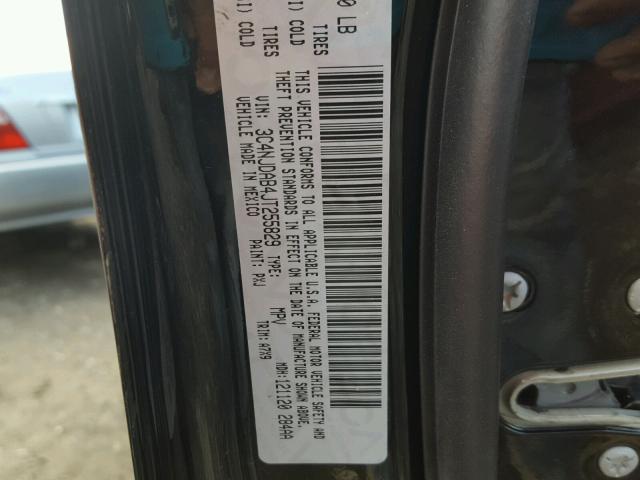 0 LB
TIRES TIRES
I) COLD I) COLD
THIS VEHICLE CONFORMS TO ALL APPLICABLE U.S.A. FEDERAL MOTOR VEHICLE SAFETY AND
THEFT PREVENTION STANDARDS IN EFFECT ON THE DATE OF MANUFACTURE SHOWN ABOVE.
VIN: 3C4NJDBB4JT255829 TYPE: MPV MDH:121120 2B4AA
VEHICLE MADE IN MEXICO PAINT: PXJ TRIM: A7X9